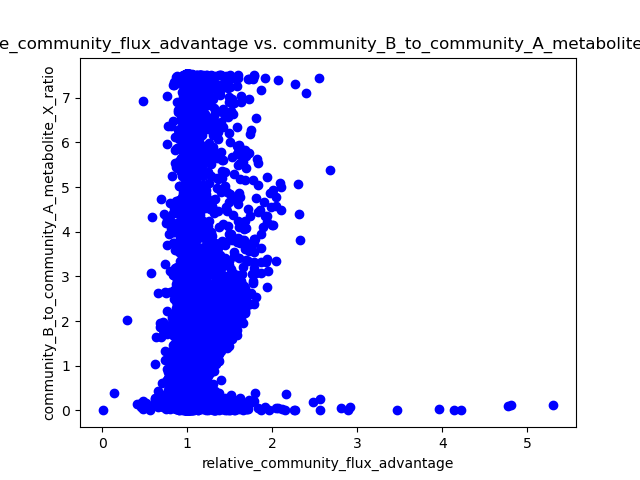 e_community_flux_advantage vs. community_B_to_community_A_metabolite
community_B_to_community_A_metabolite_X_ratio
7
6
5
4
3
2
1
0
0 1 2 3 4 5
relative_community_flux_advantage